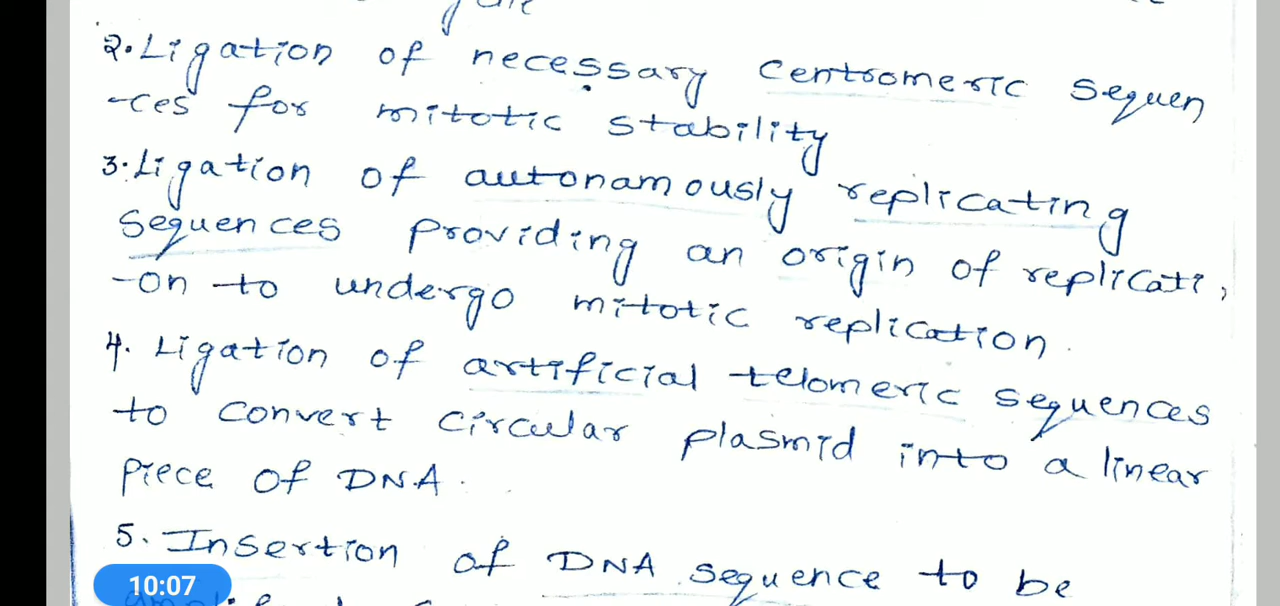 2. Ligation of necessary centromeric sequen
-ces for mitotic stability
3. Ligation of autonamously replicating
sequences providing an origin of replicati,
-on to undergo mitotic replication.
4. Ligation of artificial telomeric sequences
to convert circular plasmid into a linear
piece of DNA.
5. Insertion of DNA sequence to be
10:07